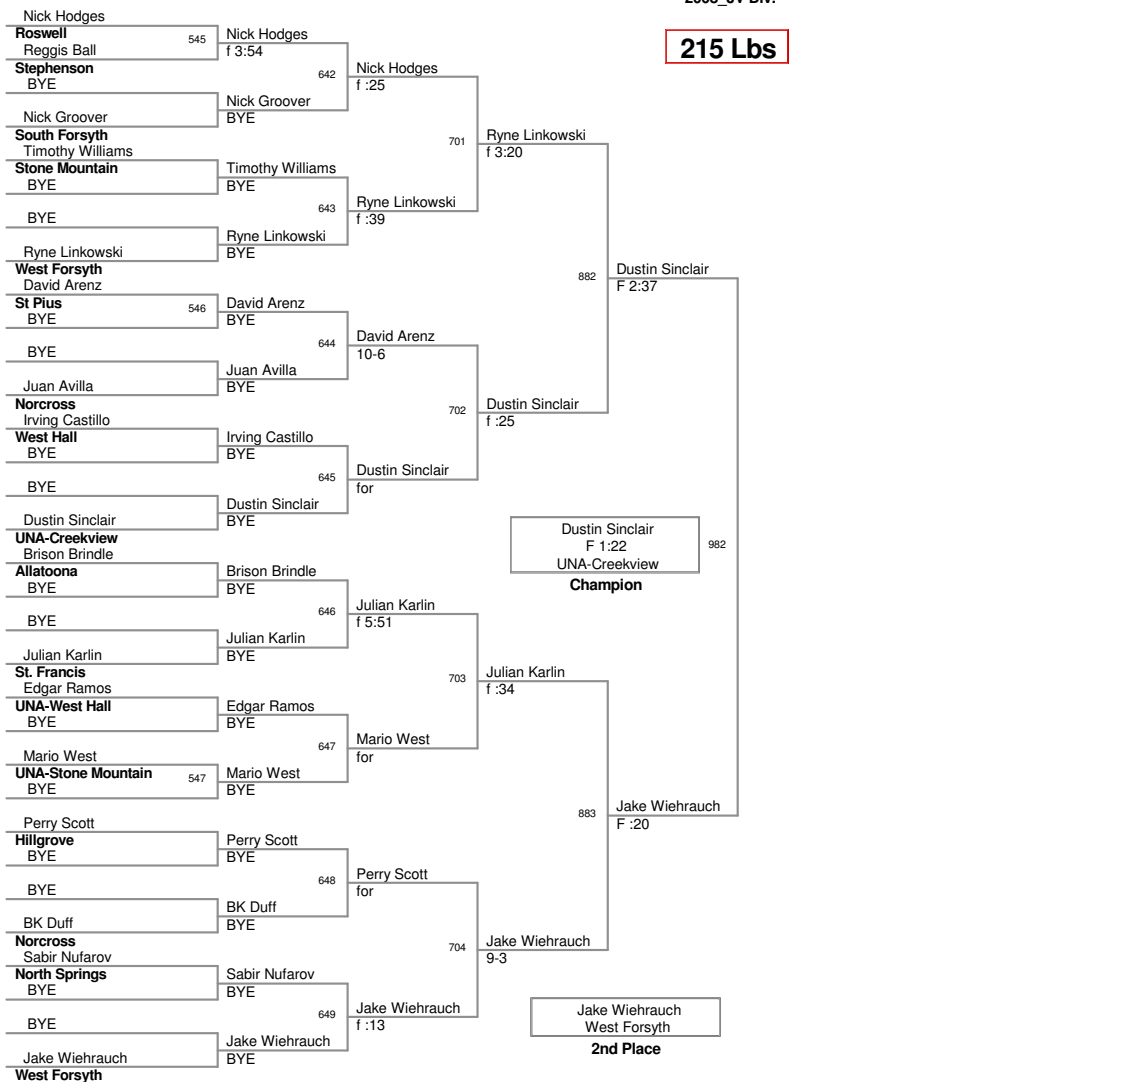 2008_JV Div.
215 Lbs
Nick Hodges
Roswell
Reggis Ball
Stephenson
BYE
Nick Groover
South Forsyth
Timothy Williams
Stone Mountain
BYE
BYE
Ryne Linkowski
West Forsyth
David Arenz
St Pius
BYE
BYE
Juan Avilla
Norcross
Irving Castillo
West Hall
BYE
BYE
Dustin Sinclair
UNA-Creekview
Brison Brindle
Allatoona
BYE
BYE
Julian Karlin
St. Francis
Edgar Ramos
UNA-West Hall
BYE
Mario West
UNA-Stone Mountain
BYE
Perry Scott
Hillgrove
BYE
BYE
BK Duff
Norcross
Sabir Nufarov
North Springs
BYE
BYE
Jake Wiehrauch
West Forsyth
545
546
547
Nick Hodges
f 3:54
Nick Groover
BYE
Timothy Williams
BYE
Ryne Linkowski
BYE
David Arenz
BYE
Juan Avilla
BYE
Irving Castillo
BYE
Dustin Sinclair
BYE
Brison Brindle
BYE
Julian Karlin
BYE
Edgar Ramos
BYE
Mario West
BYE
Perry Scott
BYE
BK Duff
BYE
Sabir Nufarov
BYE
Jake Wiehrauch
BYE
642
643
644
645
646
647
648
649
Nick Hodges
f :25
Ryne Linkowski
f :39
David Arenz
10-6
Dustin Sinclair
for
Julian Karlin
f 5:51
Mario West
for
Perry Scott
for
Jake Wiehrauch
f :13
701
702
703
704
Ryne Linkowski
f 3:20
Dustin Sinclair
f :25
Julian Karlin
f :34
Jake Wiehrauch
9-3
882
883
Dustin Sinclair
F 2:37
Jake Wiehrauch
F :20
982
Dustin Sinclair
F 1:22
UNA-Creekview
Champion
Jake Wiehrauch
West Forsyth
2nd Place